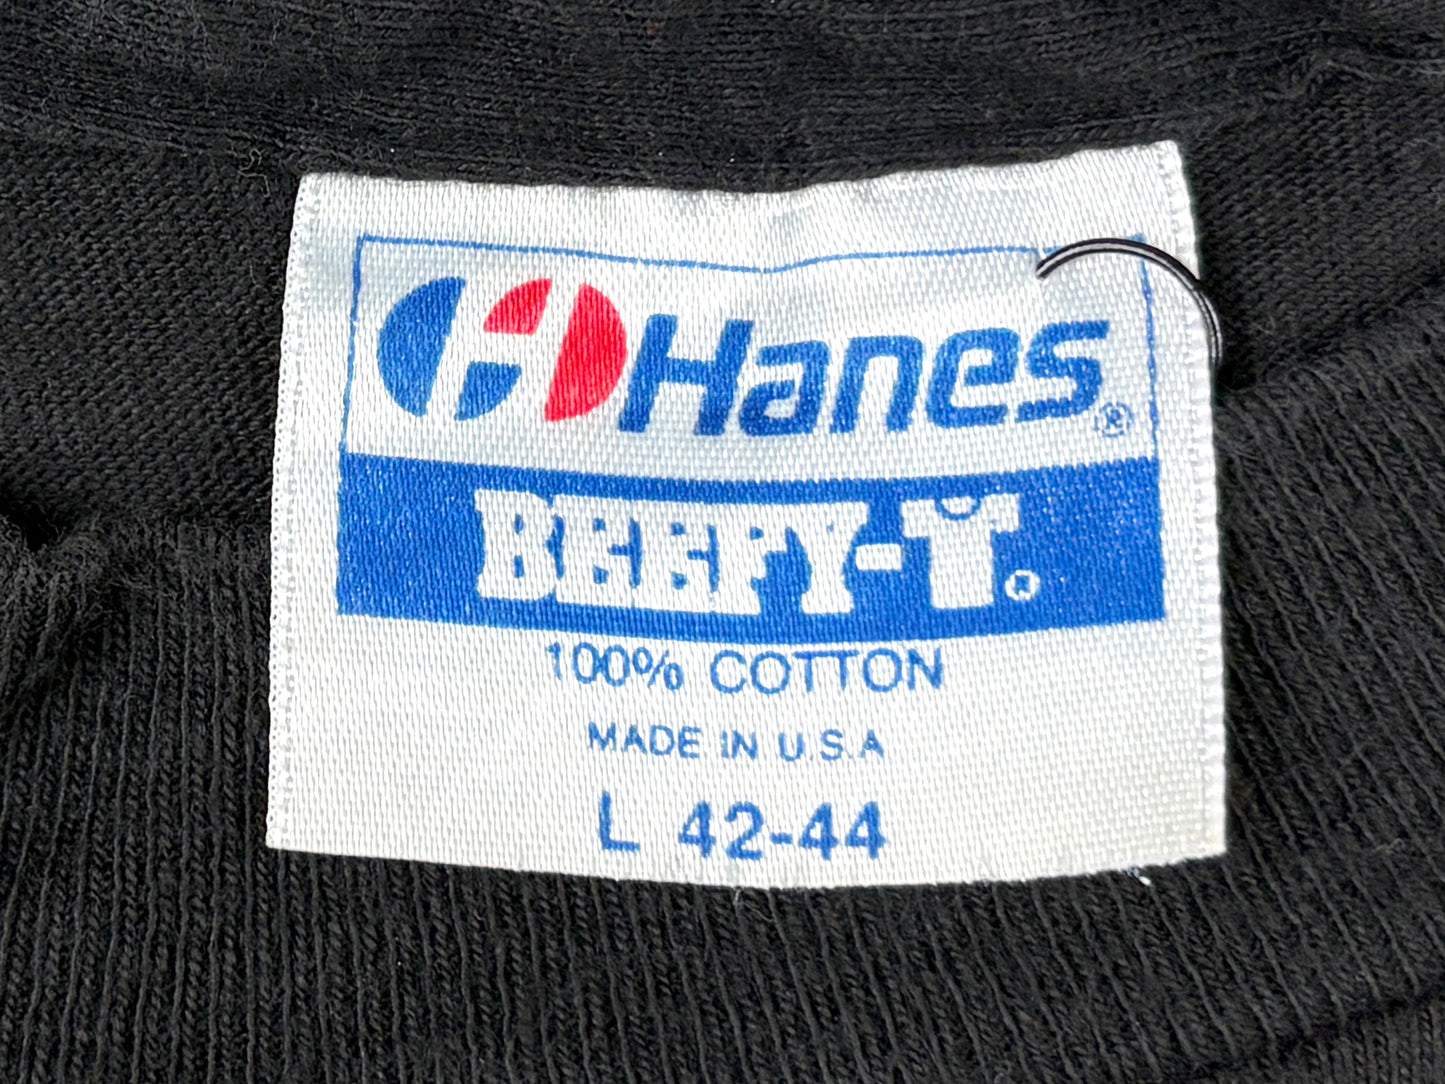 Hanes®
BEEFY-T®
100% COTTON
MADE IN U.S.A
L 42-44